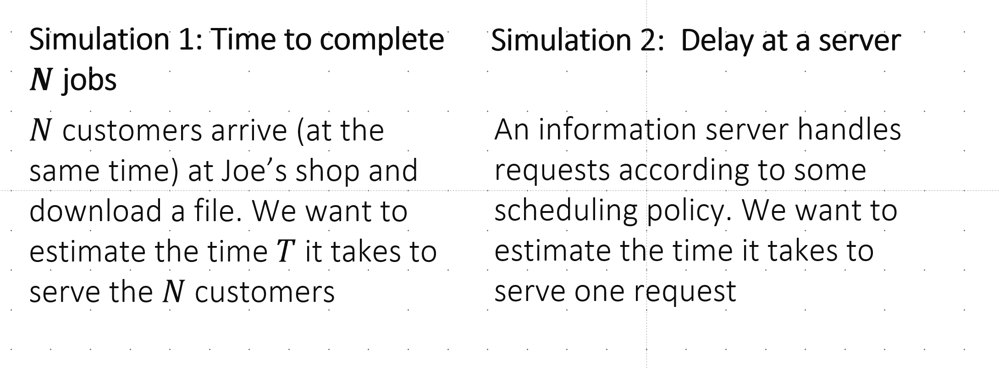 Simulation 1: Time to complete
N jobs
N customers arrive (at the
same time) at Joe’s shop and
download a file. We want to
estimate the time T it takes to
serve the N customers
Simulation 2: Delay at a server
An information server handles
requests according to some
scheduling policy. We want to
estimate the time it takes to
serve one request